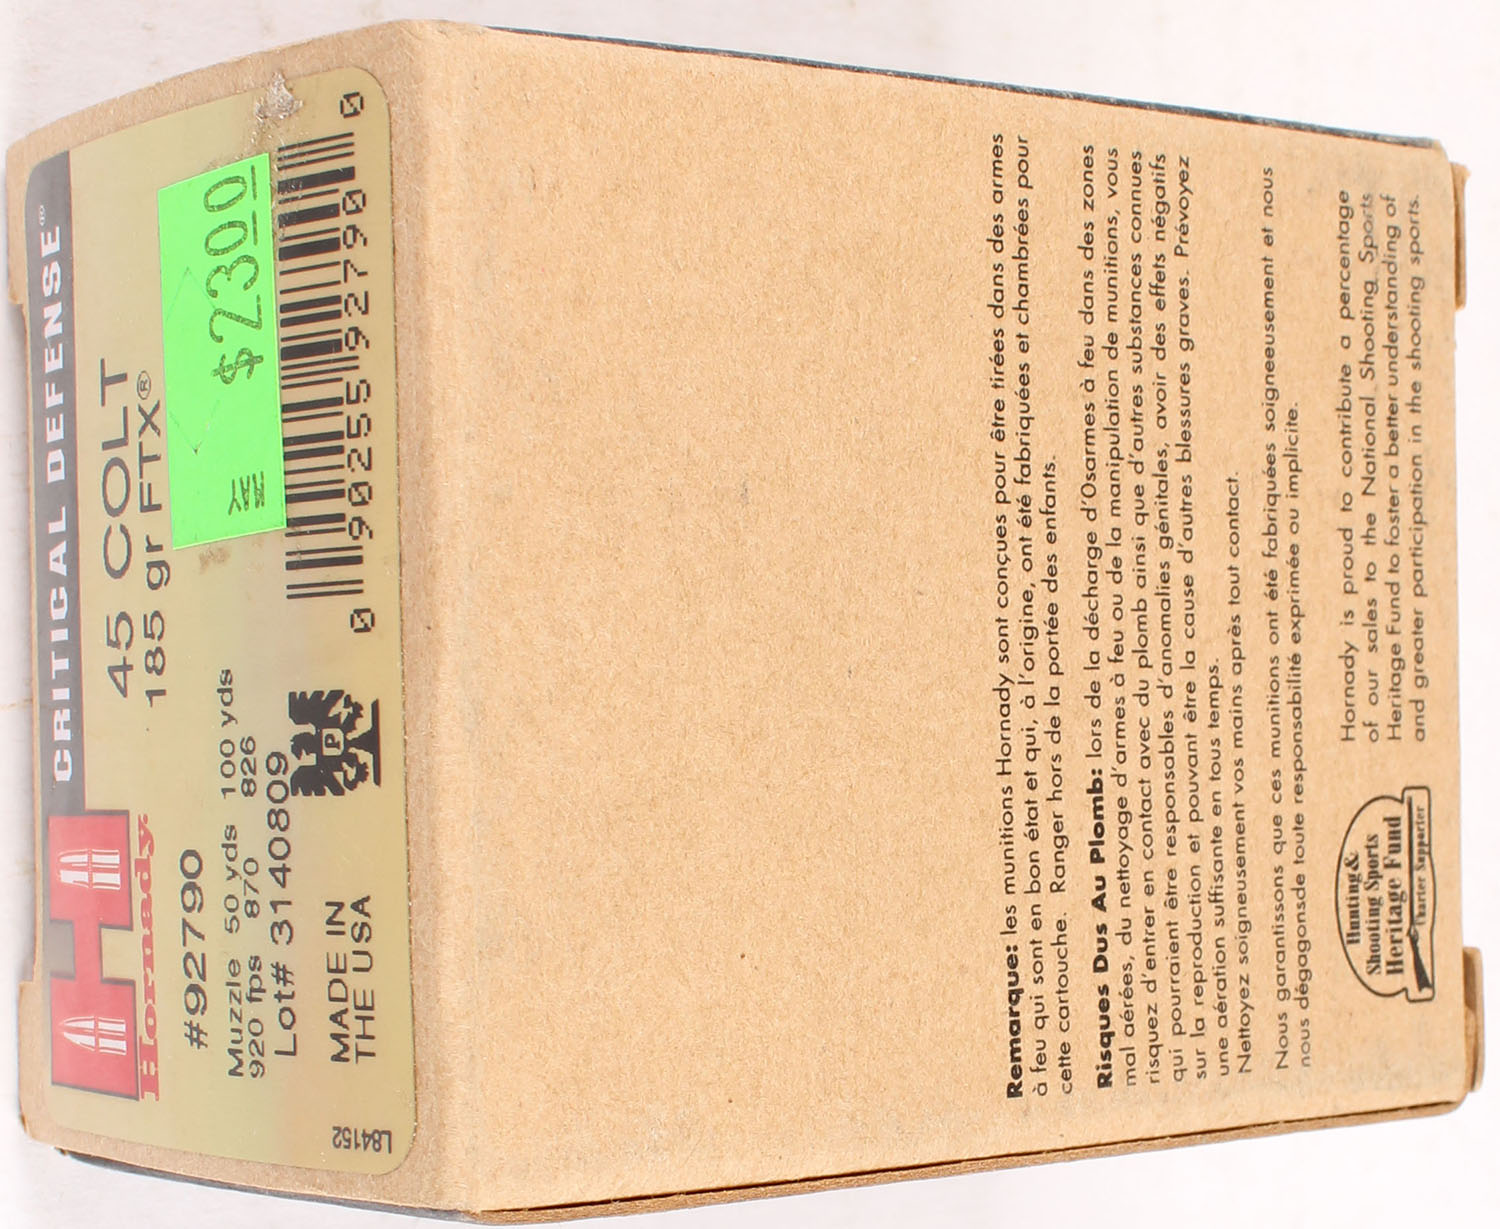 CRITICAL DEFENSE®
Hornady.
45 COLT
185 gr FTX®
#92790
Muzzle 50 yds 100 yds
920 fps 870 826
Lot# 3140809
MADE IN
THE USA
P
MAY $23.00
0 90255 92790 0
L84152
Remarque: les munitions Hornady sont conçues pour être tirées dans des armes
à feu qui sont en bon état et qui, à l'origine, ont été fabriquées et chambrées pour
cette cartouche. Ranger hors de la portée des enfants.
Risques Dus Au Plomb: lors de la décharge d'Osarmes à feu dans des zones
mal aérées, du nettoyage d'armes à feu ou de la manipulation de munitions, vous
risquez d'entrer en contact avec du plomb ainsi que d'autres substances connues
qui pourraient être responsables d'anomalies génitales, avoir des effets négatifs
sur la reproduction et pouvant être la cause d'autres blessures graves. Prévoyez
une aération suffisante en tous temps.
Nettoyez soigneusement vos mains après tout contact.
Nous garantissons que ces munitions ont été fabriquées soigneeusement et nous
nous dégagonsde toute responsabilité exprimée ou implicite.
Hunting &
Shooting Sports
Heritage Fund
Charter Supporter
Hornady is proud to contribute a percentage
of our sales to the National Shooting Sports
Heritage Fund to foster a better understanding of
and greater participation in the shooting sports.